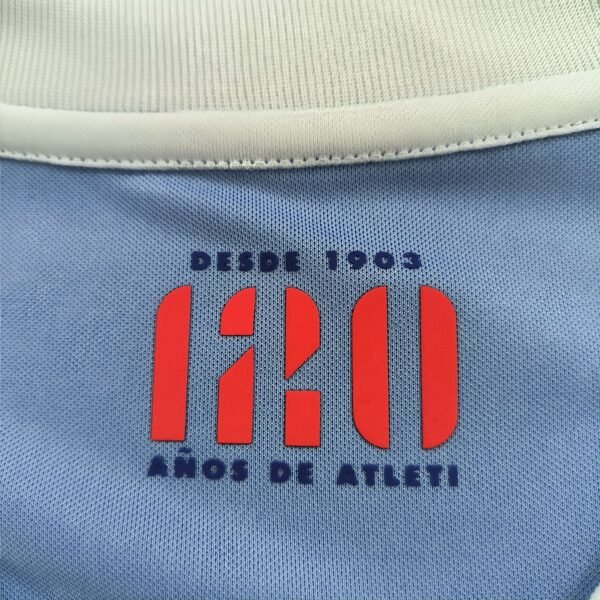 DESDE 1903
120
AÑOS DE ATLETI